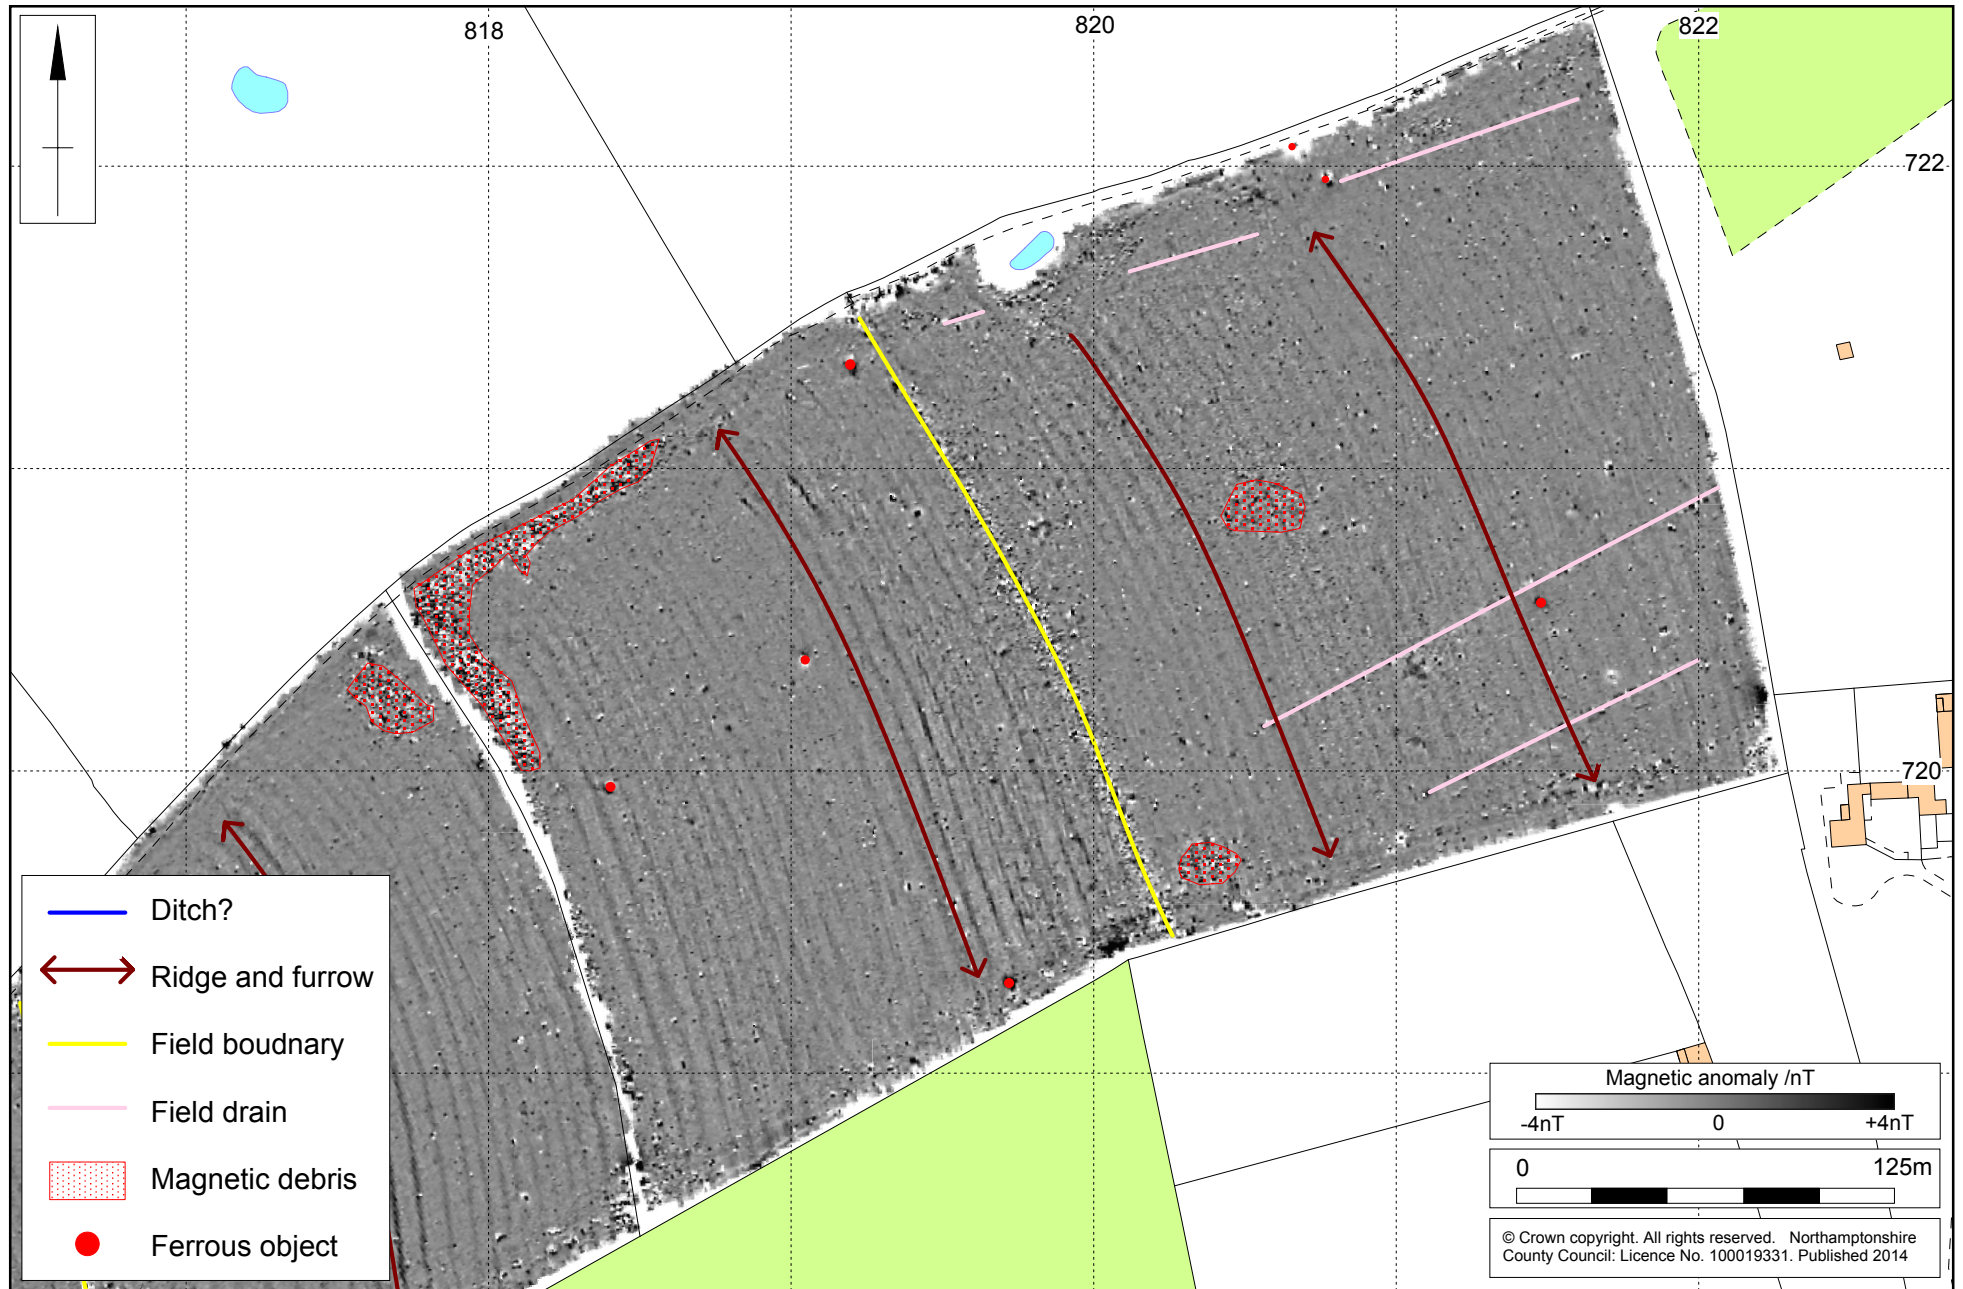 818
820
822
722
720
Ditch?
Ridge and furrow
Field boudnary
Field drain
Magnetic debris
Ferrous object
Magnetic anomaly /nT
-4nT 0 +4nT
0 125m
© Crown copyright. All rights reserved. Northamptonshire
County Council: Licence No. 100019331. Published 2014